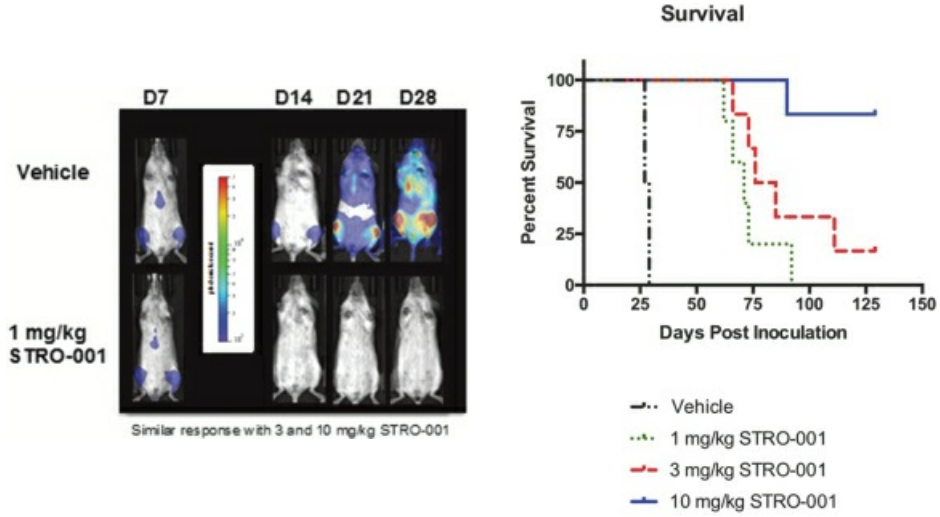 Survival
D7 D14 D21 D28
Vehicle
1 mg/kg
STRO-001
Similar response with 3 and 10 mg/kg STRO-001
Percent Survival
100
75
50
25
0
0 25 50 75 100 125 150
Days Post Inoculation
Vehicle
1 mg/kg STRO-001
3 mg/kg STRO-001
10 mg/kg STRO-001